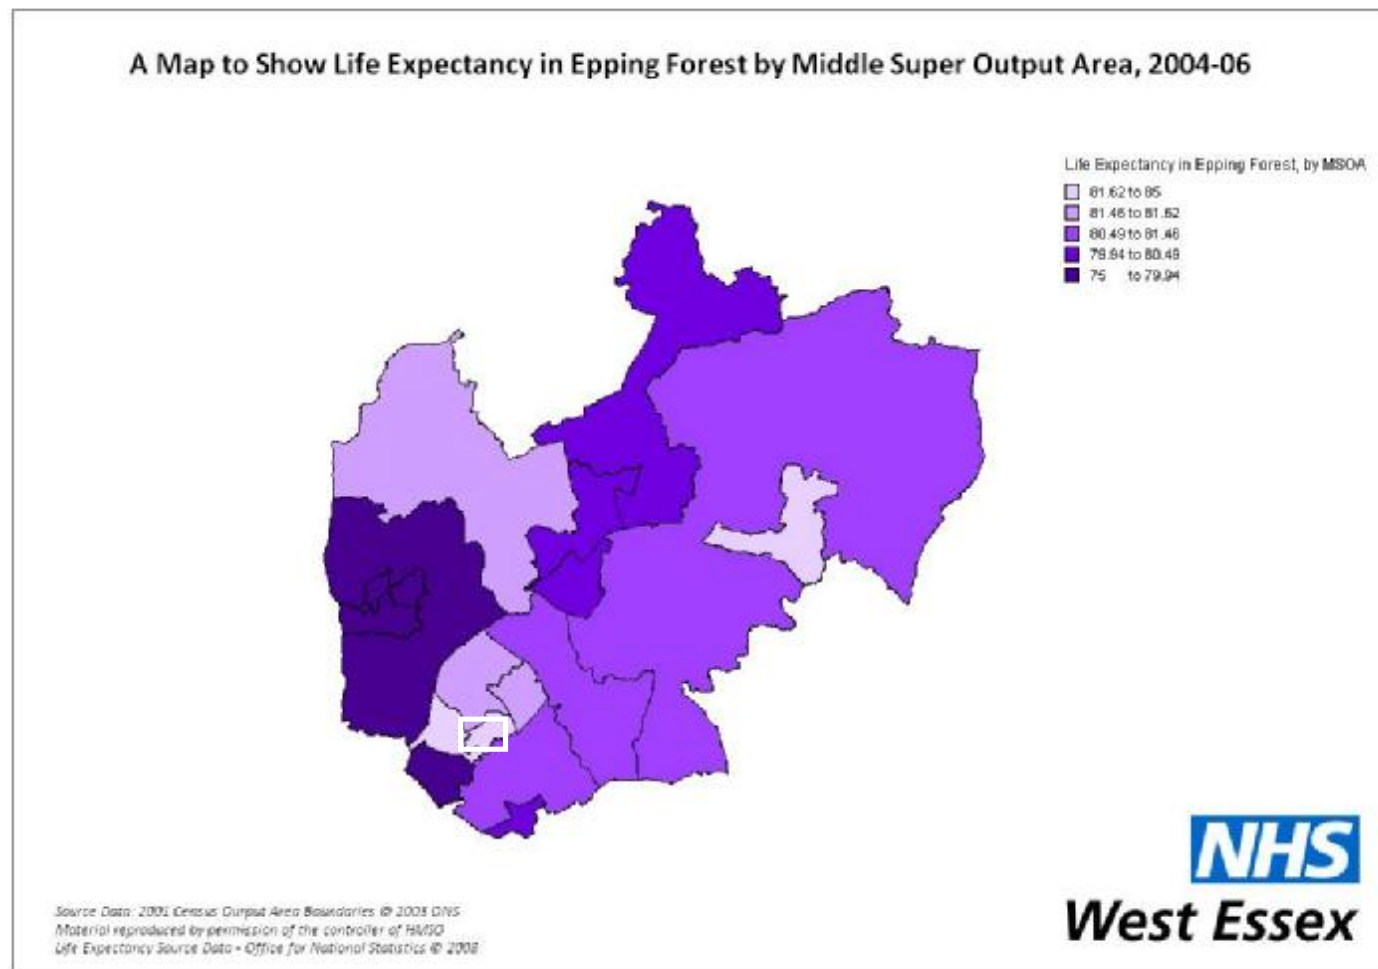 A Map to Show Life Expectancy in Epping Forest by Middle Super Output Area, 2004-06
Life Expectancy in Epping Forest, by MSOA
81.62 to 85
81.46 to 81.62
80.49 to 81.46
79.94 to 80.49
75 to 79.94
NHS
West Essex
Source Data: 2001 Census Output Area Boundaries © 2003 ONS
Material reproduced by permission of the controller of HMSO
Life Expectancy Source Data - Office for National Statistics © 2008